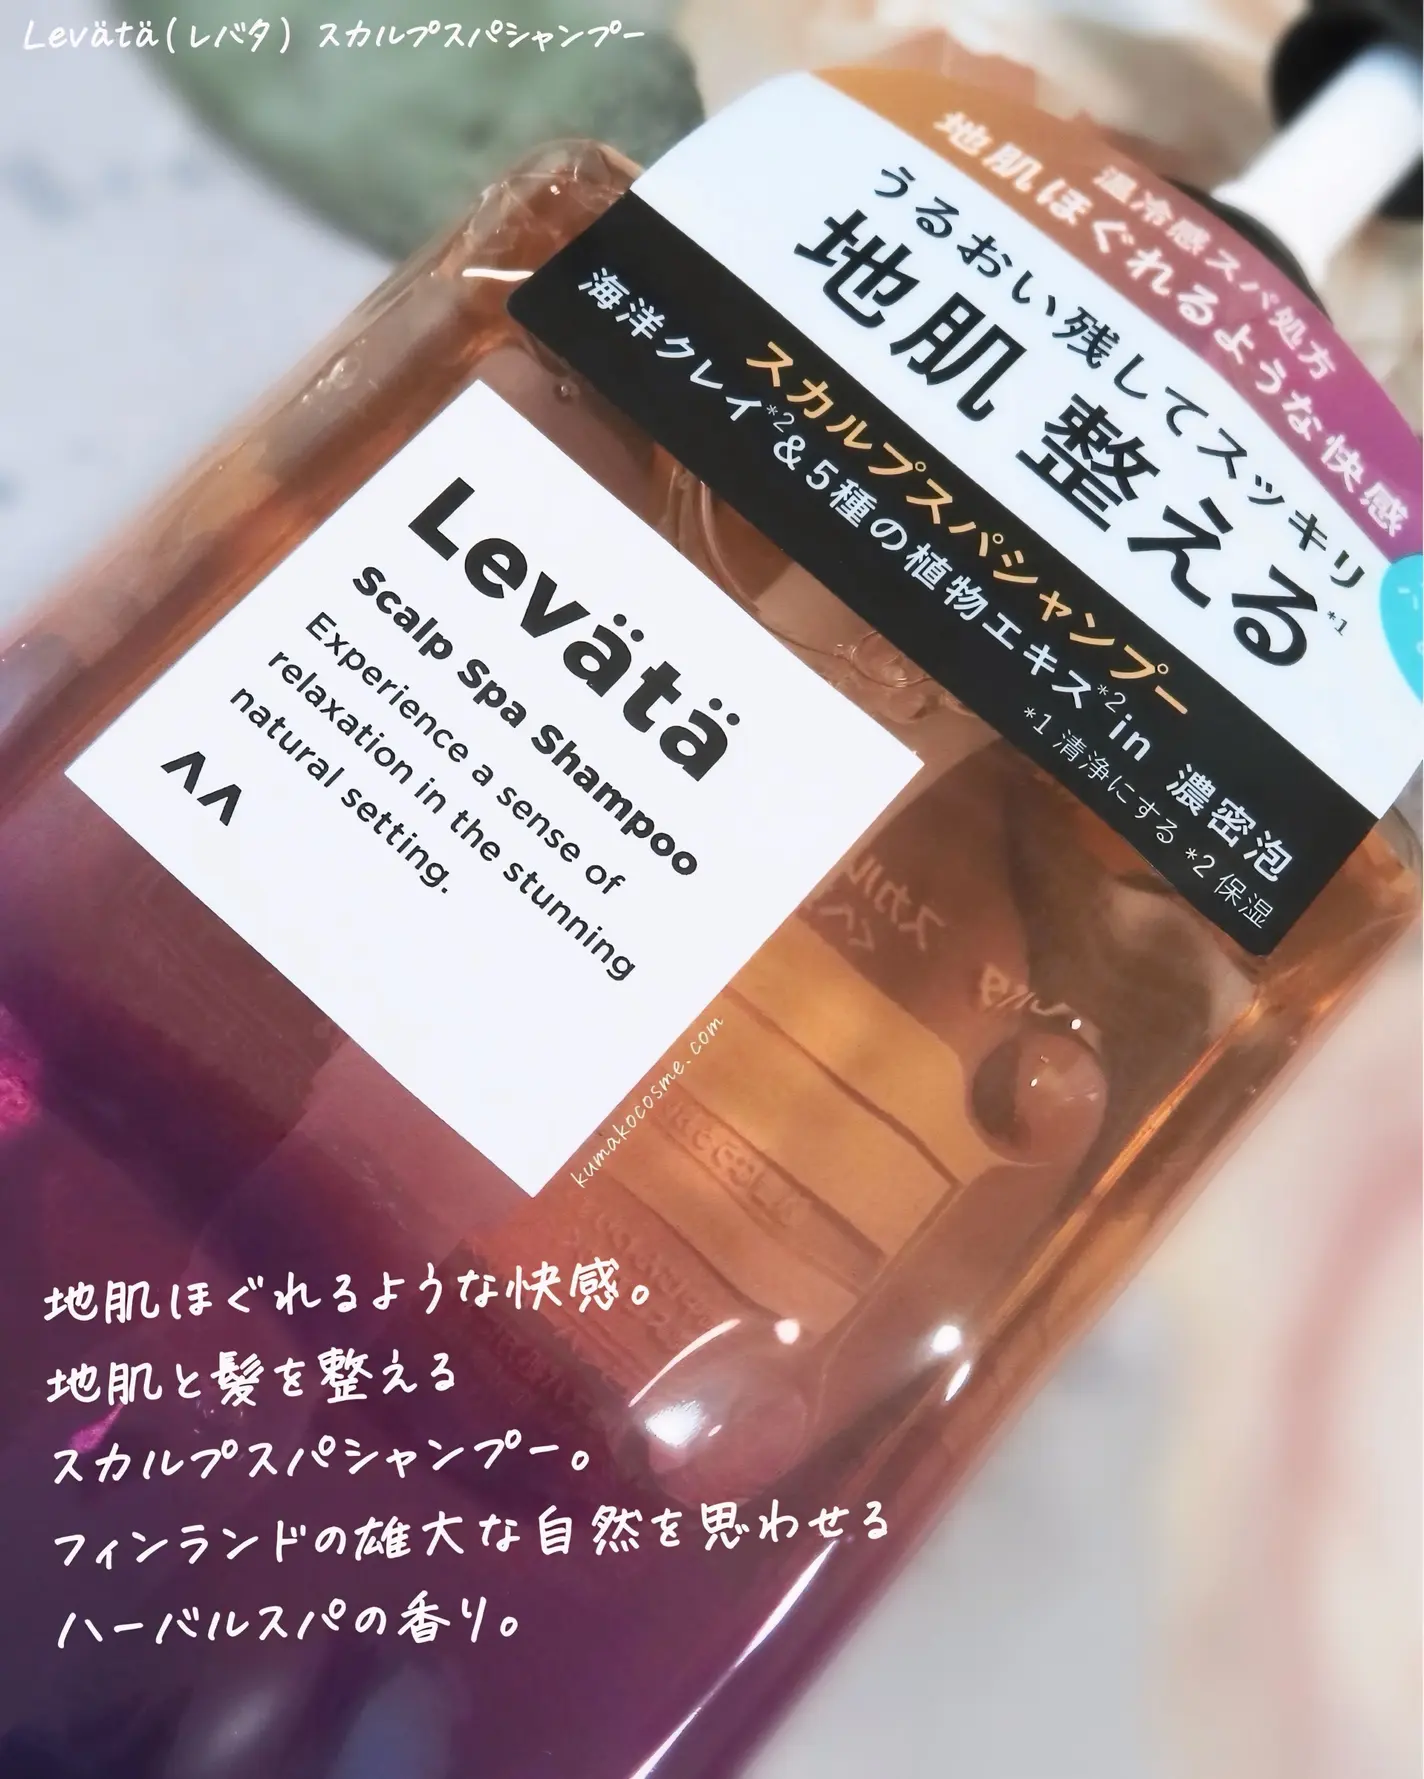 Levätä(レバタ) スカルプスパシャンプー
温冷感スパ処方
地肌ほぐれるような快感
うるおい残してスッキリ
地肌 整える*1
スカルプスパシャンプー
海洋クレイ*2&5種の植物エキス*2 in 濃密泡
*1 清浄にする *2 保湿
Levätä
Scalp Spa Shampoo
Experience a sense of
relaxation in the stunning
natural setting.
kumakocosme.com
地肌ほぐれるような快感。
地肌と髪を整える
スカルプスパシャンプー。
フィンランドの雄大な自然を思わせる
ハーバルスパの香り。